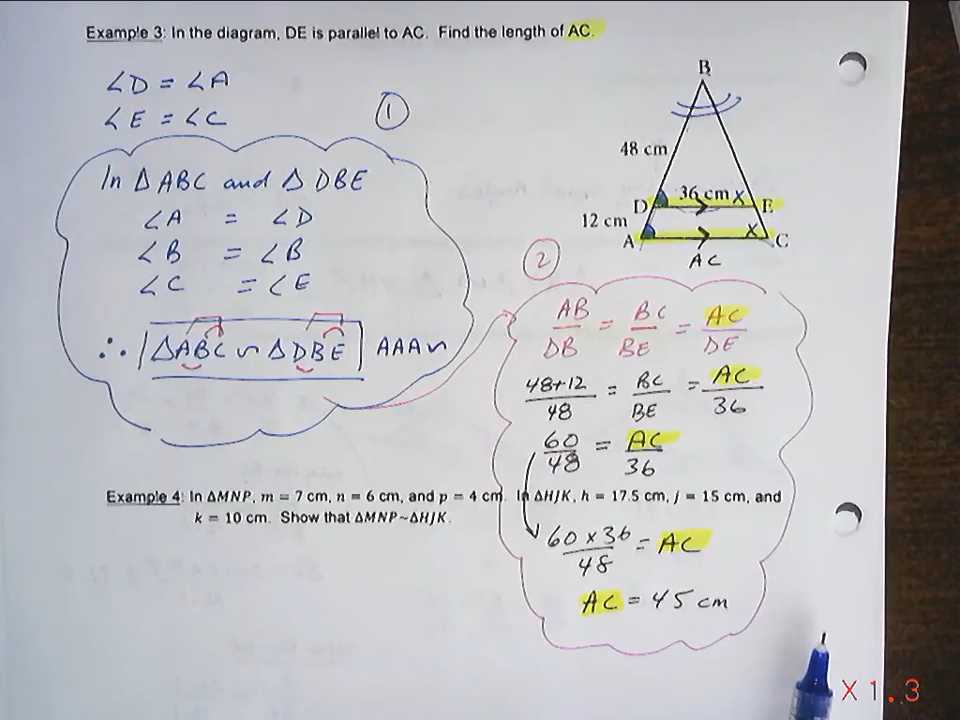 Example 3: In the diagram, DE is parallel to AC. Find the length of AC.
∠D = ∠A
∠E = ∠C
1
In Δ ABC and Δ DBE
∠A = ∠D
∠B = ∠B
∠C = ∠E
∴ ΔABC ~ ΔDBE AAA~
B
48 cm
36 cm x
D E
12 cm x
A C
AC
2
AB/DB = BC/BE = AC/DE
48+12/48 = BC/BE = AC/36
60/48 = AC/36
60 x 36/48 = AC
AC = 45 cm
Example 4: In ΔMNP, m = 7 cm, n = 6 cm, and p = 4 cm. In ΔHJK, h = 17.5 cm, j = 15 cm, and
k = 10 cm. Show that ΔMNP~ΔHJK.
X 1.3